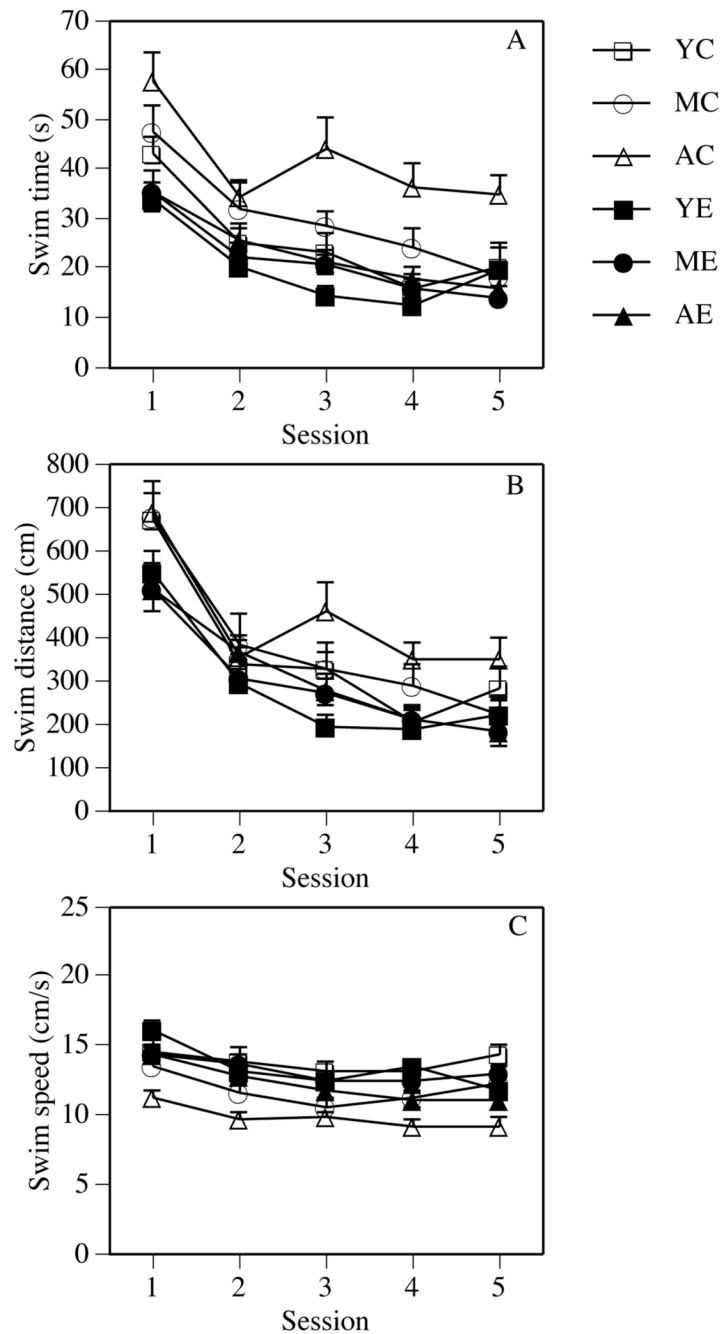 70
60
50
40
30
20
10
0
Swim time (s)
A
1 2 3 4 5
Session
YC
MC
AC
YE
ME
AE
800
700
600
500
400
300
200
100
0
Swim distance (cm)
B
1 2 3 4 5
Session
25
20
15
10
5
0
Swim speed (cm/s)
C
1 2 3 4 5
Session